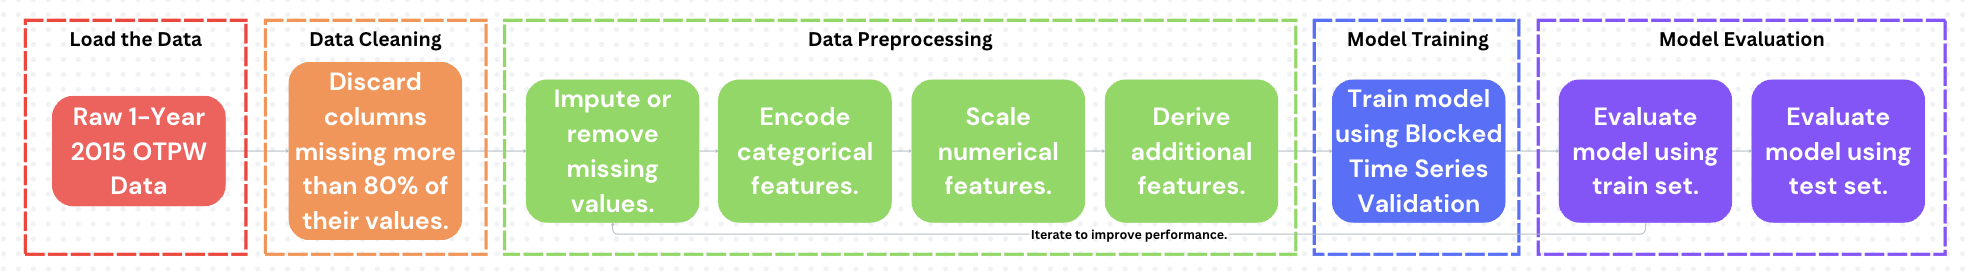 Load the Data
Raw 1-Year
2015 OTPW
Data
Data Cleaning
Discard
columns
missing more
than 80% of
their values.
Data Preprocessing
Impute or
remove
missing
values.
Encode
categorical
features.
Scale
numerical
features.
Derive
additional
features.
Model Training
Train model
using Blocked
Time Series
Validation
Model Evaluation
Evaluate
model using
train set.
Evaluate
model using
test set.
Iterate to improve performance.